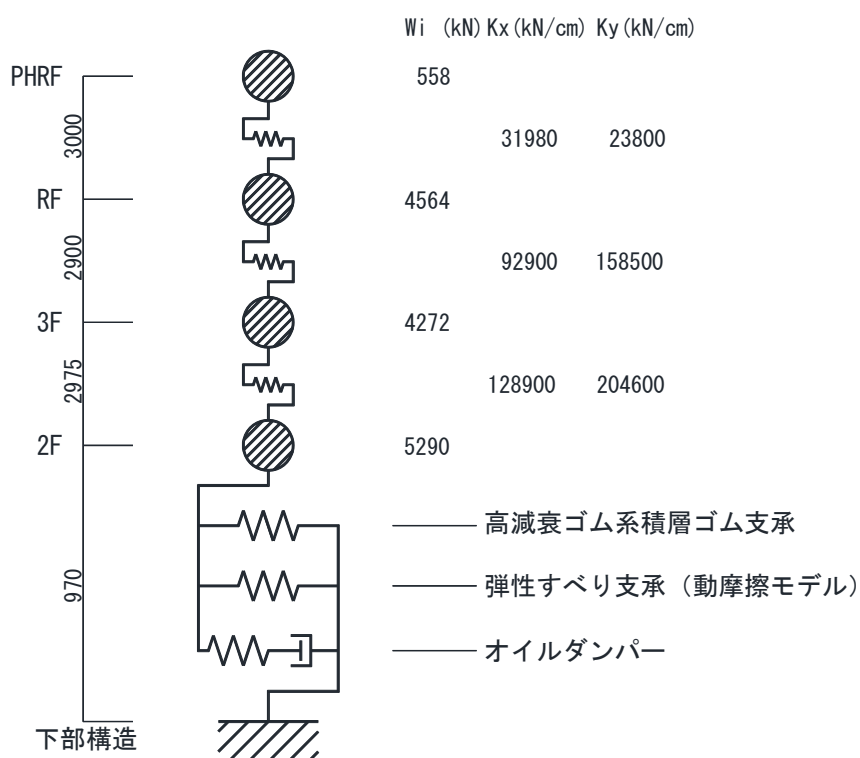 Wi (kN) Kx(kN/cm) Ky(kN/cm)
PHRF 558
3000 31980 23800
RF 4564
2900 92900 158500
3F 4272
2975 128900 204600
2F 5290
高減衰ゴム系積層ゴム支承
970 弾性すべり支承（動摩擦モデル）
オイルダンパー
下部構造